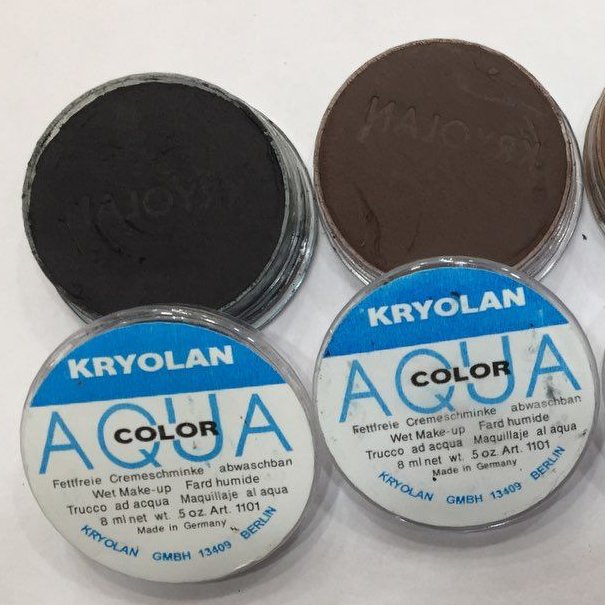 KRYOLAN
KRYOLAN
KRYOLAN
AQUA
COLOR
Fettfreie Cremeschminke abwaschban
Wet Make-up Fard humide
Trucco ad acqua Maquillaje al aqua
8 ml net wt .5 oz. Art. 1101
Made in Germany
KRYOLAN GMBH 13409 BERLIN
KRYOLAN
AQUA
COLOR
Fettfreie Cremeschminke abwaschban
Wet Make-up Fard humide
Trucco ad acqua Maquillaje al aqua
8 ml net wt .5 oz. Art. 1101
Made in Germany
KRYOLAN GMBH 13409 BERLIN